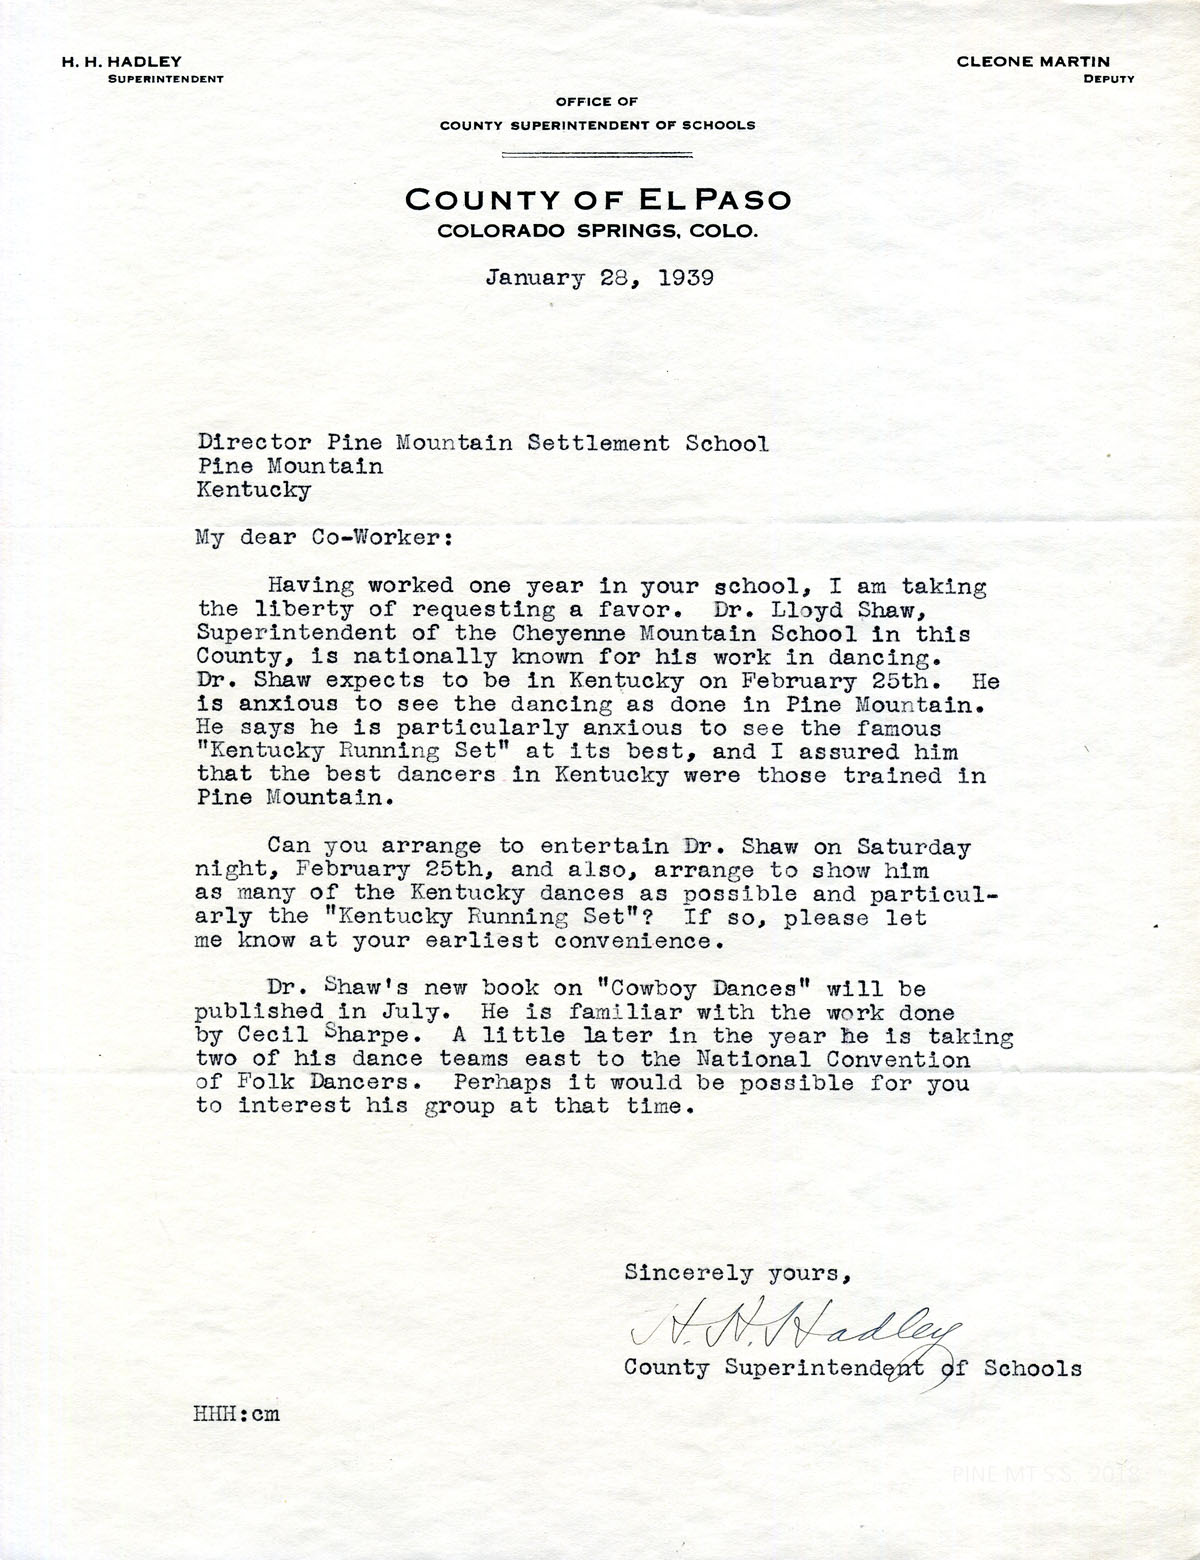 H. H. HADLEY
SUPERINTENDENT
CLEONE MARTIN
DEPUTY
OFFICE OF
COUNTY SUPERINTENDENT OF SCHOOLS
COUNTY OF EL PASO
COLORADO SPRINGS, COLO.
January 28, 1939
Director Pine Mountain Settlement School
Pine Mountain
Kentucky
My dear Co-Worker:
Having worked one year in your school, I am taking
the liberty of requesting a favor. Dr. Lloyd Shaw,
Superintendent of the Cheyenne Mountain School in this
County, is nationally known for his work in dancing.
Dr. Shaw expects to be in Kentucky on February 25th. He
is anxious to see the dancing as done in Pine Mountain.
He says he is particularly anxious to see the famous
"Kentucky Running Set" at its best, and I assured him
that the best dancers in Kentucky were those trained in
Pine Mountain.
Can you arrange to entertain Dr. Shaw on Saturday
night, February 25th, and also, arrange to show him
as many of the Kentucky dances as possible and particul-
arly the "Kentucky Running Set"? If so, please let
me know at your earliest convenience.
Dr. Shaw's new book on "Cowboy Dances" will be
published in July. He is familiar with the work done
by Cecil Sharpe. A little later in the year he is taking
two of his dance teams east to the National Convention
of Folk Dancers. Perhaps it would be possible for you
to interest his group at that time.
Sincerely yours,
H. H. Hadley
County Superintendent of Schools
HHH:cm
PINE MT S.S. 2018